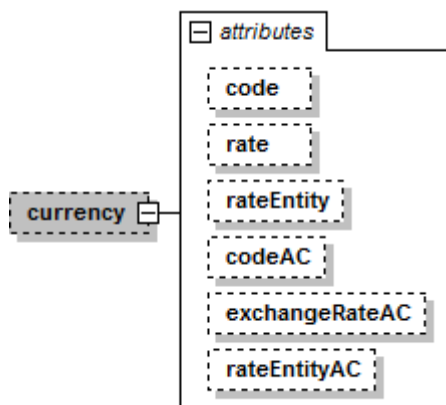 attributes
code
rate
rateEntity
currency
codeAC
exchangeRateAC
rateEntityAC